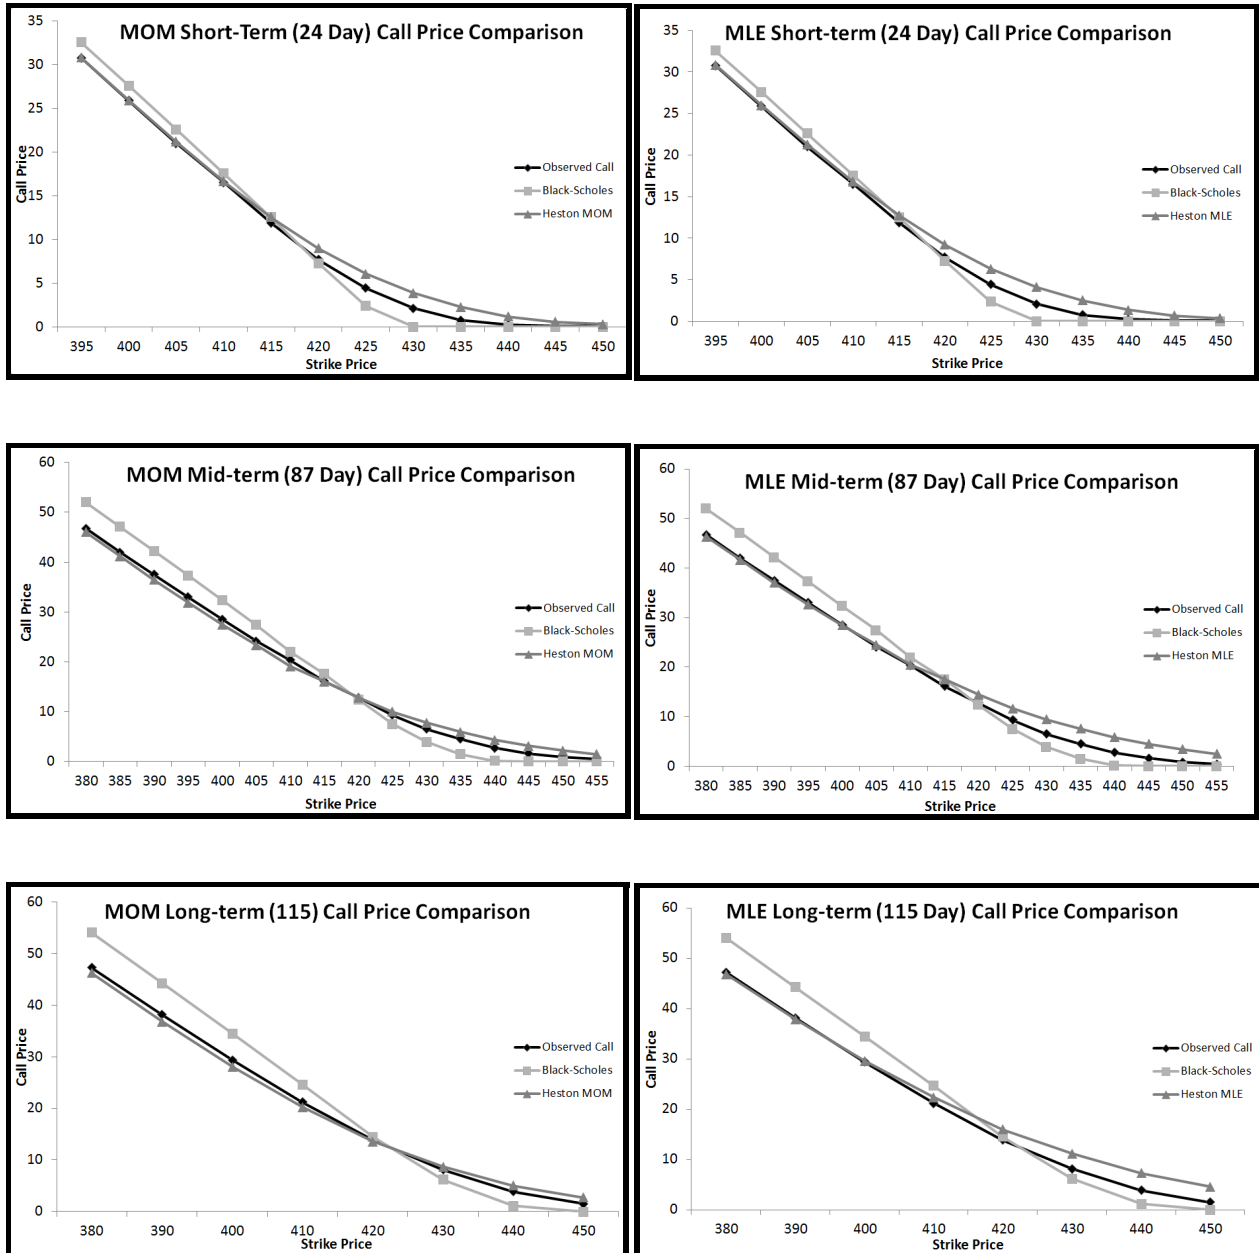 MOM Short-Term (24 Day) Call Price Comparison
35
30
25
20
15
10
5
0
Call Price
395 400 405 410 415 420 425 430 435 440 445 450
Strike Price
Observed Call
Black-Scholes
Heston MOM
MLE Short-term (24 Day) Call Price Comparison
35
30
25
20
15
10
5
0
Call Price
395 400 405 410 415 420 425 430 435 440 445 450
Strike Price
Observed Call
Black-Scholes
Heston MLE
MOM Mid-term (87 Day) Call Price Comparison
60
50
40
30
20
10
0
Call Price
380 385 390 395 400 405 410 415 420 425 430 435 440 445 450 455
Strike Price
Observed Call
Black-Scholes
Heston MOM
MLE Mid-term (87 Day) Call Price Comparison
60
50
40
30
20
10
0
Call Price
380 385 390 395 400 405 410 415 420 425 430 435 440 445 450 455
Strike Price
Observed Call
Black-Scholes
Heston MLE
MOM Long-term (115) Call Price Comparison
60
50
40
30
20
10
0
Call Price
380 390 400 410 420 430 440 450
Strike Price
Observed Call
Black-Scholes
Heston MOM
MLE Long-term (115 Day) Call Price Comparison
60
50
40
30
20
10
0
Call Price
380 390 400 410 420 430 440 450
Strike Price
Observed Call
Black-Scholes
Heston MLE